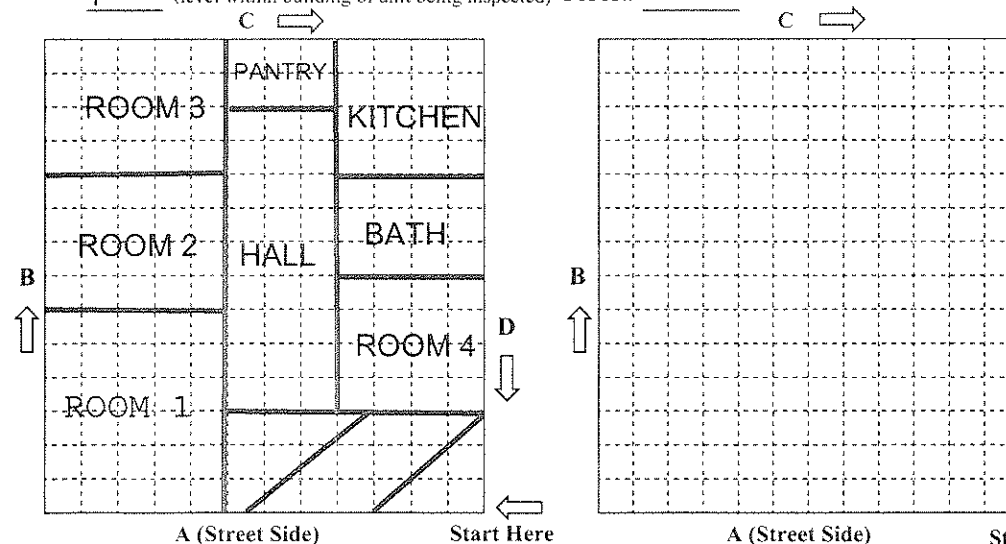 (level within building of unit being inspected)
C C
PANTRY
ROOM 3 KITCHEN
ROOM 2 HALL BATH
B B
D
ROOM 4
ROOM 1
A (Street Side) Start Here A (Street Side)